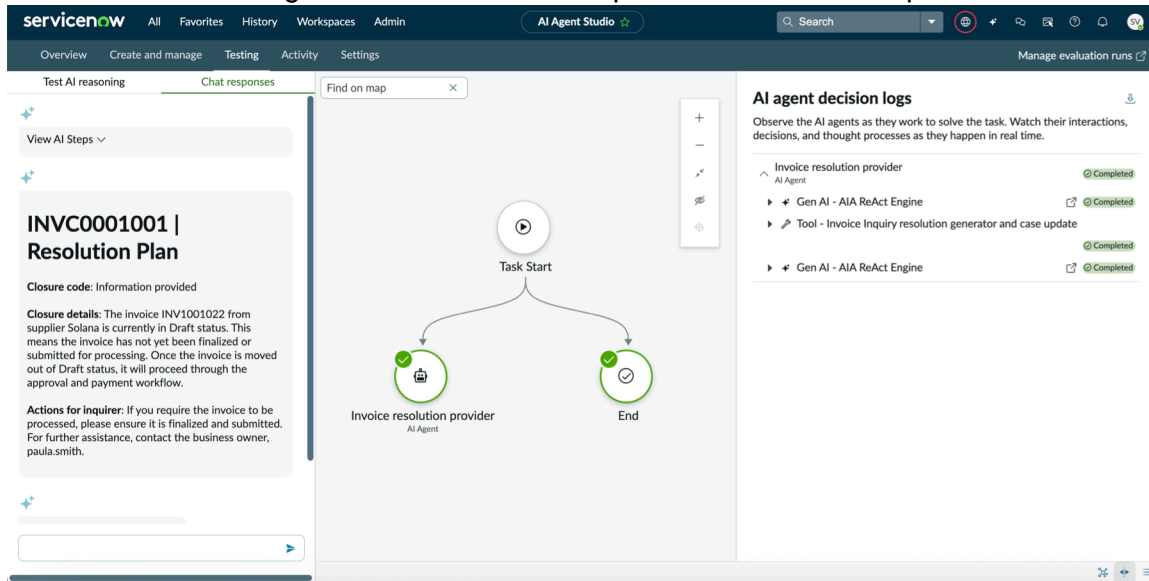 servicenow
All
Favorites
History
Workspaces
Admin
AI Agent Studio
Search
SV
Overview
Create and manage
Testing
Activity
Settings
Manage evaluation runs
Test AI reasoning
Chat responses
View AI Steps
INVC0001001 |
Resolution Plan
Closure code: Information provided
Closure details: The invoice INV1001022 from
supplier Solana is currently in Draft status. This
means the invoice has not yet been finalized or
submitted for processing. Once the invoice is moved
out of Draft status, it will proceed through the
approval and payment workflow.
Actions for inquirer: If you require the invoice to be
processed, please ensure it is finalized and submitted.
For further assistance, contact the business owner,
paula.smith.
Find on map
Task Start
Invoice resolution provider
AI Agent
End
AI agent decision logs
Observe the AI agents as they work to solve the task. Watch their interactions,
decisions, and thought processes as they happen in real time.
Invoice resolution provider
AI Agent
Completed
Gen AI - AIA ReAct Engine
Completed
Tool - Invoice Inquiry resolution generator and case update
Completed
Gen AI - AIA ReAct Engine
Completed